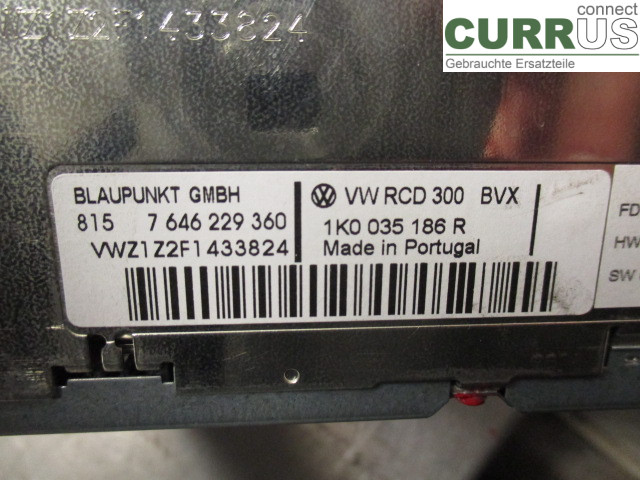 connect
CURRUS
Gebrauchte Ersatzteile
Z1Z2F1433824
BLAUPUNKT GMBH
815 7 646 229 360
VWZ1Z2F1433824
VW RCD 300 BVX
1K0 035 186 R
Made in Portugal
FD
HW
SW